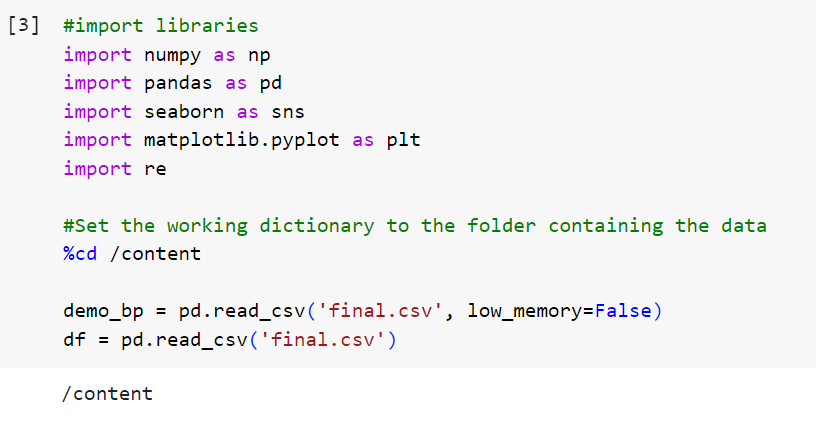 [3] #import libraries
import numpy as np
import pandas as pd
import seaborn as sns
import matplotlib.pyplot as plt
import re
#Set the working dictionary to the folder containing the data
%cd /content
demo_bp = pd.read_csv('final.csv', low_memory=False)
df = pd.read_csv('final.csv')
/content